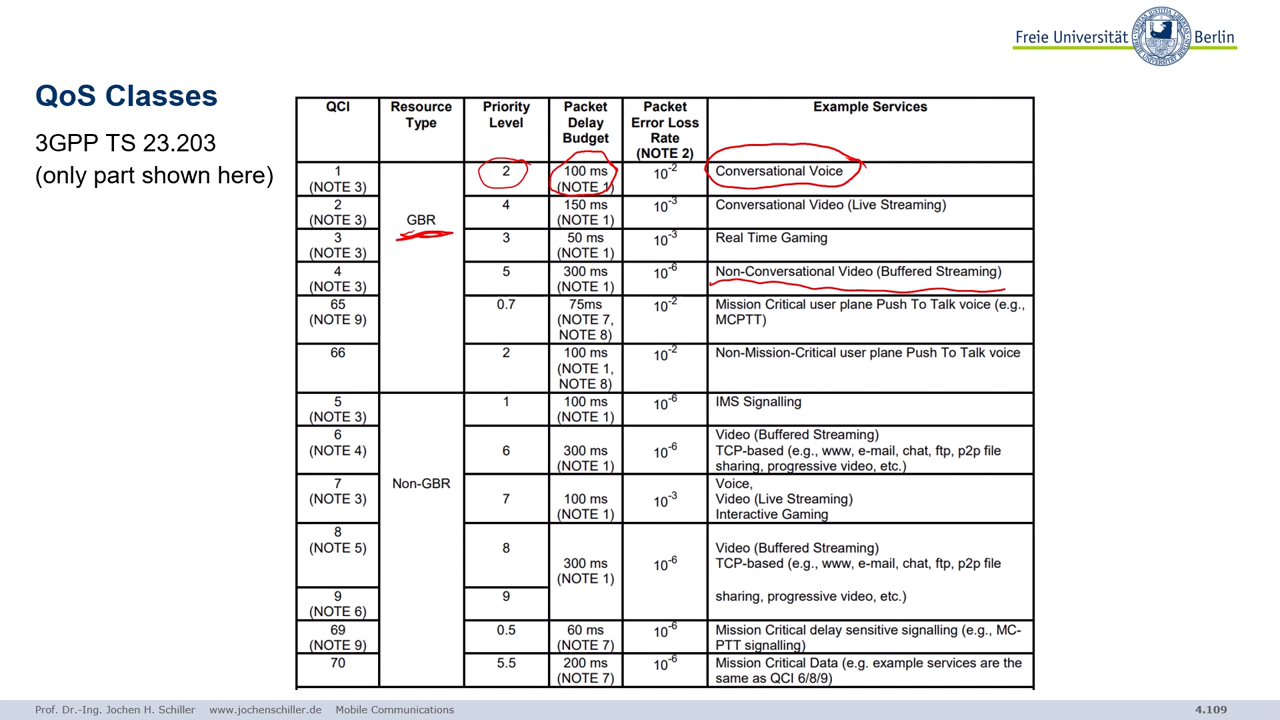 Freie Universität Berlin
QoS Classes
3GPP TS 23.203
(only part shown here)
QCI Resource Type Priority Level Packet Delay Budget Packet Error Loss Rate (NOTE 2) Example Services
1 (NOTE 3) GBR 2 100 ms (NOTE 1) 10-2 Conversational Voice
2 (NOTE 3) 4 150 ms (NOTE 1) 10-3 Conversational Video (Live Streaming)
3 (NOTE 3) 3 50 ms (NOTE 1) 10-3 Real Time Gaming
4 (NOTE 3) 5 300 ms (NOTE 1) 10-6 Non-Conversational Video (Buffered Streaming)
65 (NOTE 9) 0.7 75ms (NOTE 7, NOTE 8) 10-2 Mission Critical user plane Push To Talk voice (e.g., MCPTT)
66 2 100 ms (NOTE 1, NOTE 8) 10-2 Non-Mission-Critical user plane Push To Talk voice
5 (NOTE 3) Non-GBR 1 100 ms (NOTE 1) 10-6 IMS Signalling
6 (NOTE 4) 6 300 ms (NOTE 1) 10-6 Video (Buffered Streaming) TCP-based (e.g., www, e-mail, chat, ftp, p2p file sharing, progressive video, etc.)
7 (NOTE 3) 7 100 ms (NOTE 1) 10-3 Voice, Video (Live Streaming) Interactive Gaming
8 (NOTE 5) 8 300 ms (NOTE 1) 10-6 Video (Buffered Streaming) TCP-based (e.g., www, e-mail, chat, ftp, p2p file
9 (NOTE 6) 9 sharing, progressive video, etc.)
69 (NOTE 9) 0.5 60 ms (NOTE 7) 10-6 Mission Critical delay sensitive signalling (e.g., MC-PTT signalling)
70 5.5 200 ms (NOTE 7) 10-6 Mission Critical Data (e.g. example services are the same as QCI 6/8/9)
Prof. Dr.-Ing. Jochen H. Schiller www.jochenschiller.de Mobile Communications 4.109